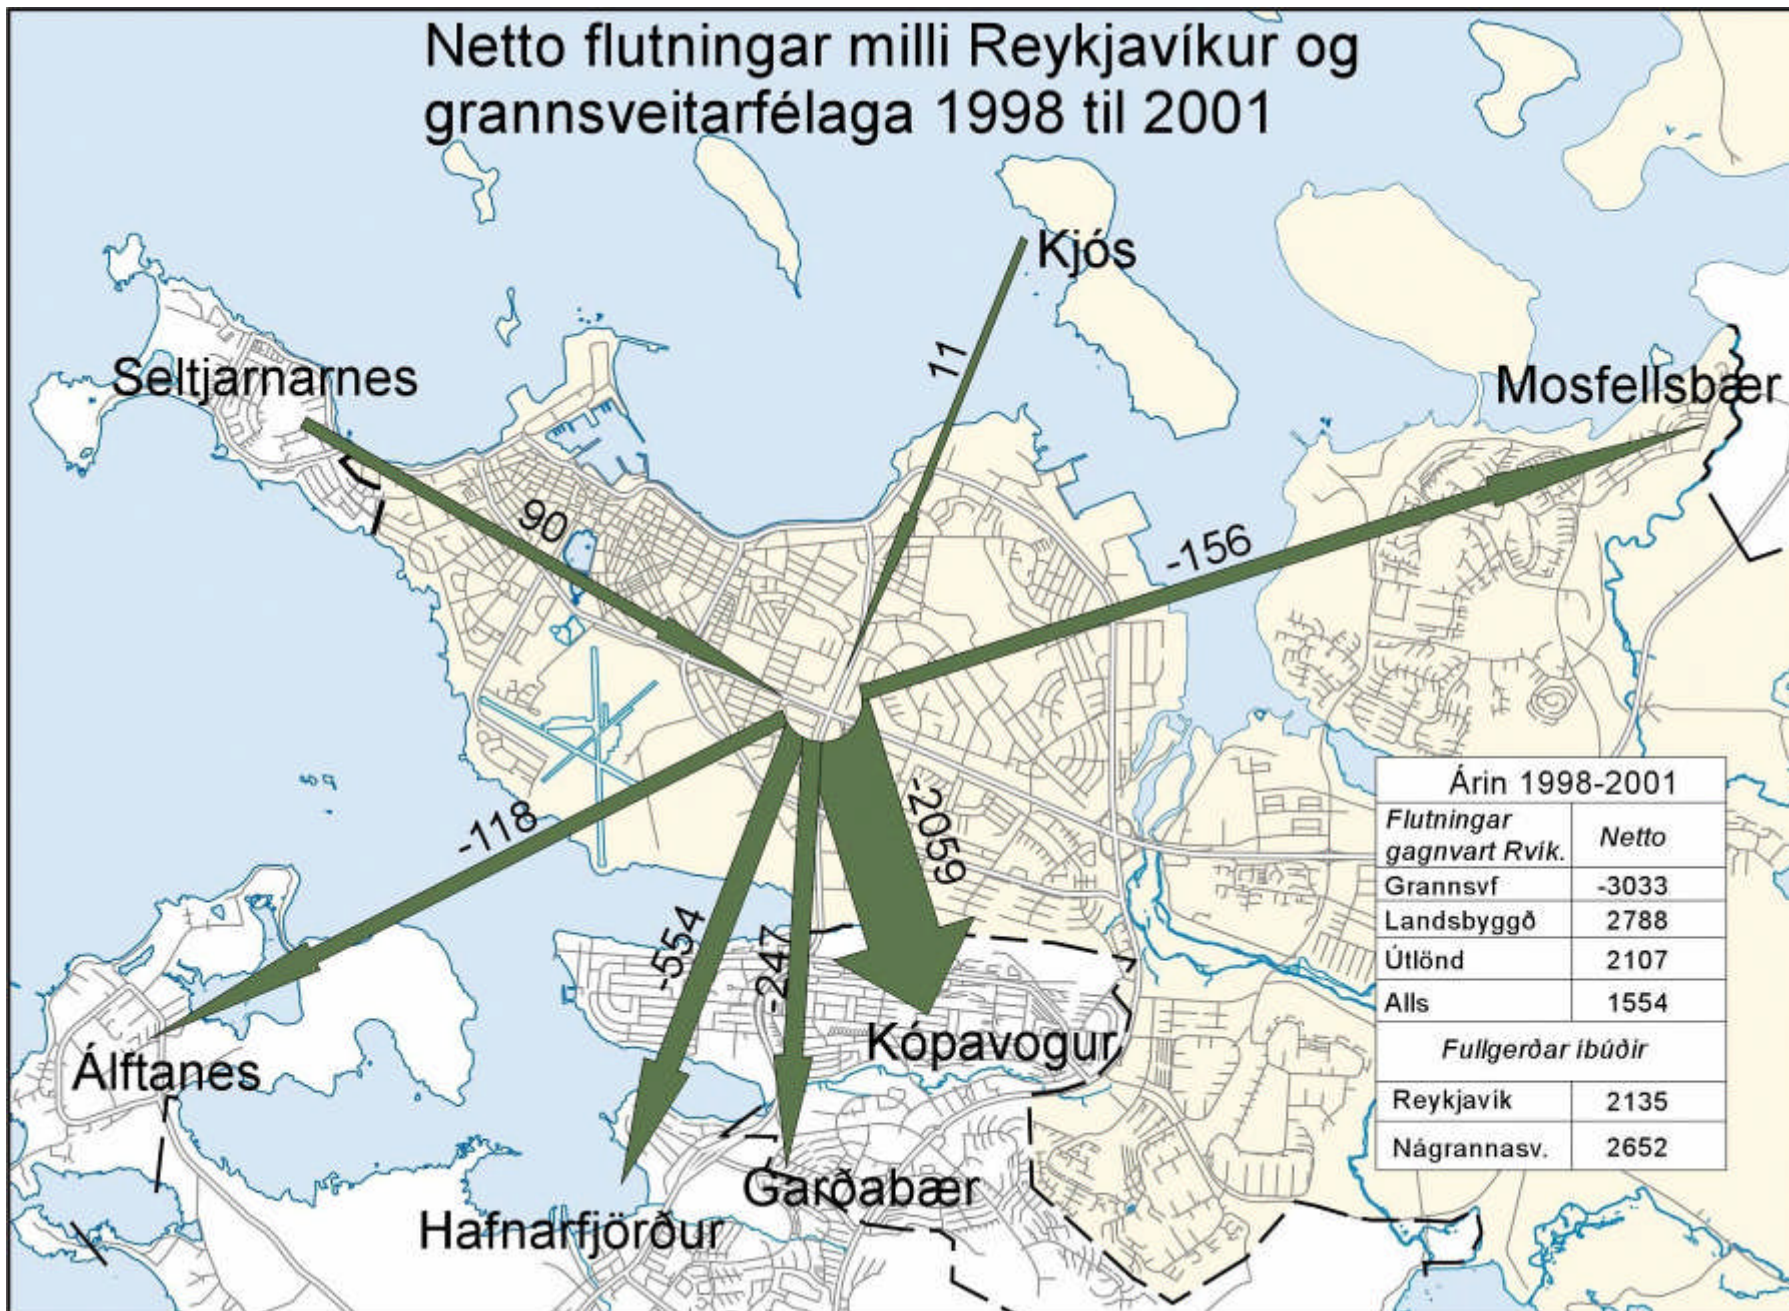 Netto flutningar milli Reykjavíkur og
grannsveitarfélaga 1998 til 2001
Kjós
11
Seltjarnarnes
Mosfellsbær
90
-156
-118
-2059
-554
-247
Álftanes
Kópavogur
Garðabær
Hafnarfjörður
Árin 1998-2001
Flutningar
gagnvart Rvík. Netto
Grannsvf -3033
Landsbyggð 2788
Útlönd 2107
Alls 1554
Fullgerðar íbúðir
Reykjavík 2135
Nágrannasv. 2652